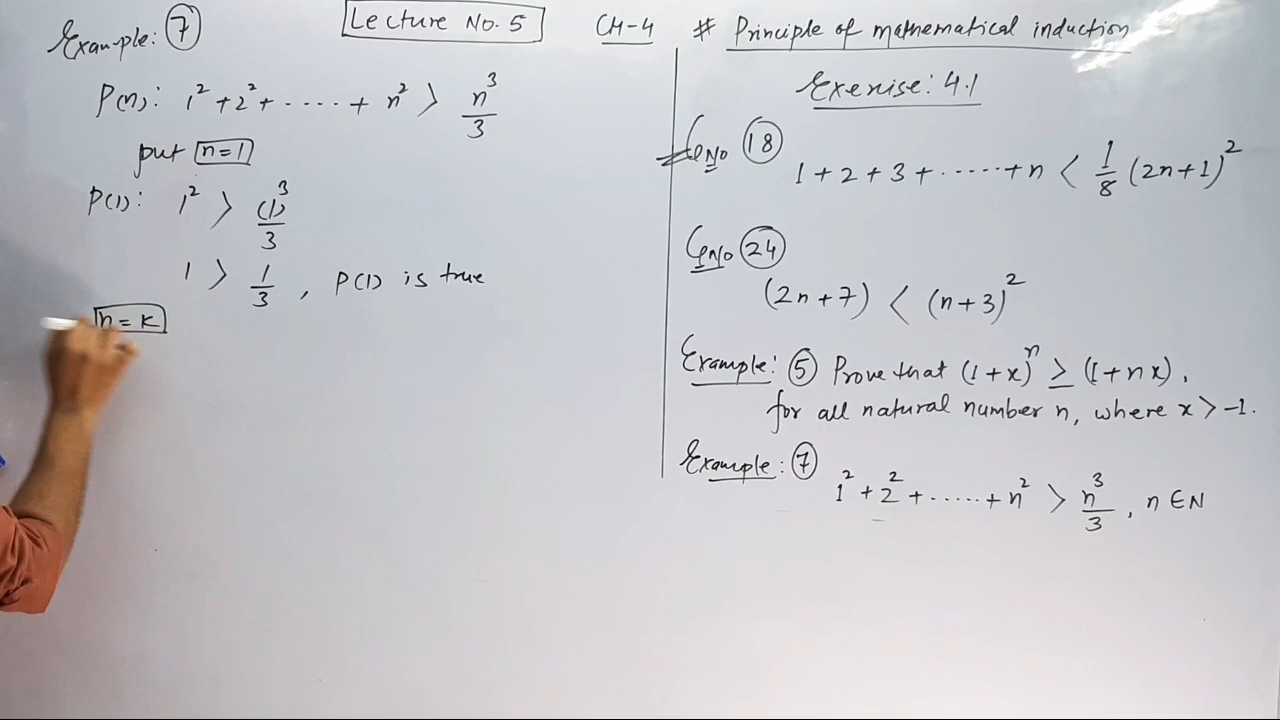 Lecture No. 5 CH-4 # Principle of mathematical induction
Example: 7
P(n): 1² + 2² + ..... + n² > n³/3
put n=1
P(1): 1² > (1)³/3
1 > 1/3 , P(1) is true
n = K
Exercise: 4.1
Q No 18
1 + 2 + 3 + ...... + n < 1/8 (2n+1)²
Q No 24
(2n+7) < (n+3)²
Example: 5 Prove that (1+x)ⁿ ≥ (1+nx),
for all natural number n, where x > -1.
Example: 7
1² + 2² + ...... + n² > n³/3 , n ∈ N